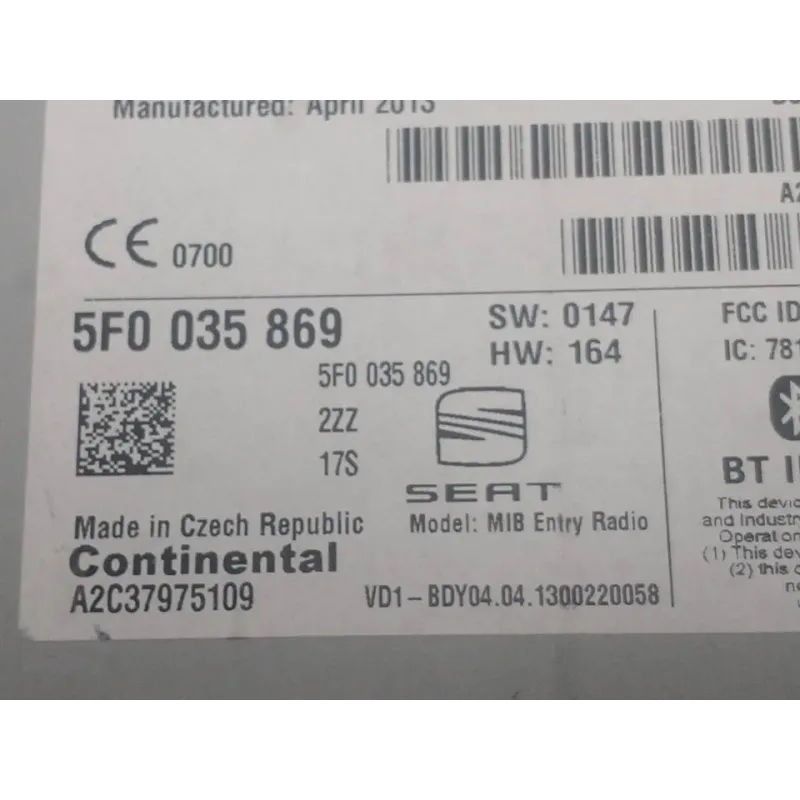 Manufactured: April 2013
A2
CE 0700
5F0 035 869
SW: 0147
HW: 164
FCC ID
IC: 781
5F0 035 869
2ZZ
17S
SEAT
BT
Made in Czech Republic
Model: MIB Entry Radio
Continental
A2C37975109
VD1-BDY04.04.1300220058
This devic
and Industr
Operation
(1) This dev
(2) this